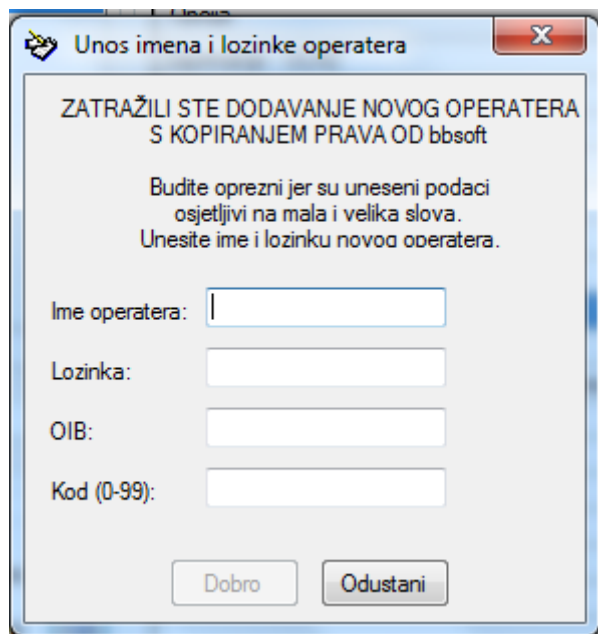 Unos imena i lozinke operatera
ZATRAŽILI STE DODAVANJE NOVOG OPERATERA
S KOPIRANJEM PRAVA OD bbsoft
Budite oprezni jer su uneseni podaci
osjetljivi na mala i velika slova.
Unesite ime i lozinku novog operatera.
Ime operatera:
Lozinka:
OIB:
Kod (0-99):
Dobro Odustani